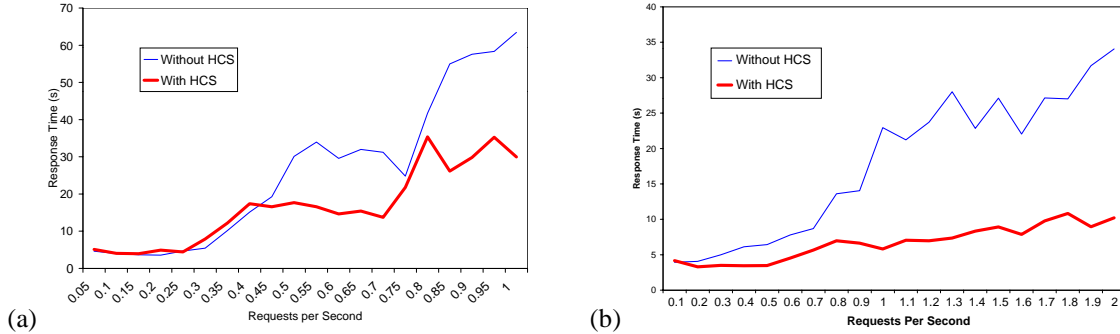 (a)
Response Time (s)
70
60
50
40
30
20
10
0
Without HCS
With HCS
0.05 0.1 0.15 0.2 0.25 0.3 0.35 0.4 0.45 0.5 0.55 0.6 0.65 0.7 0.75 0.8 0.85 0.9 0.95 1
Requests per Second
(b)
Response Time (s)
40
35
30
25
20
15
10
5
0
Without HCS
With HCS
0.1 0.2 0.3 0.4 0.5 0.6 0.7 0.8 0.9 1 1.1 1.2 1.3 1.4 1.5 1.6 1.7 1.8 1.9 2
Requests Per Second